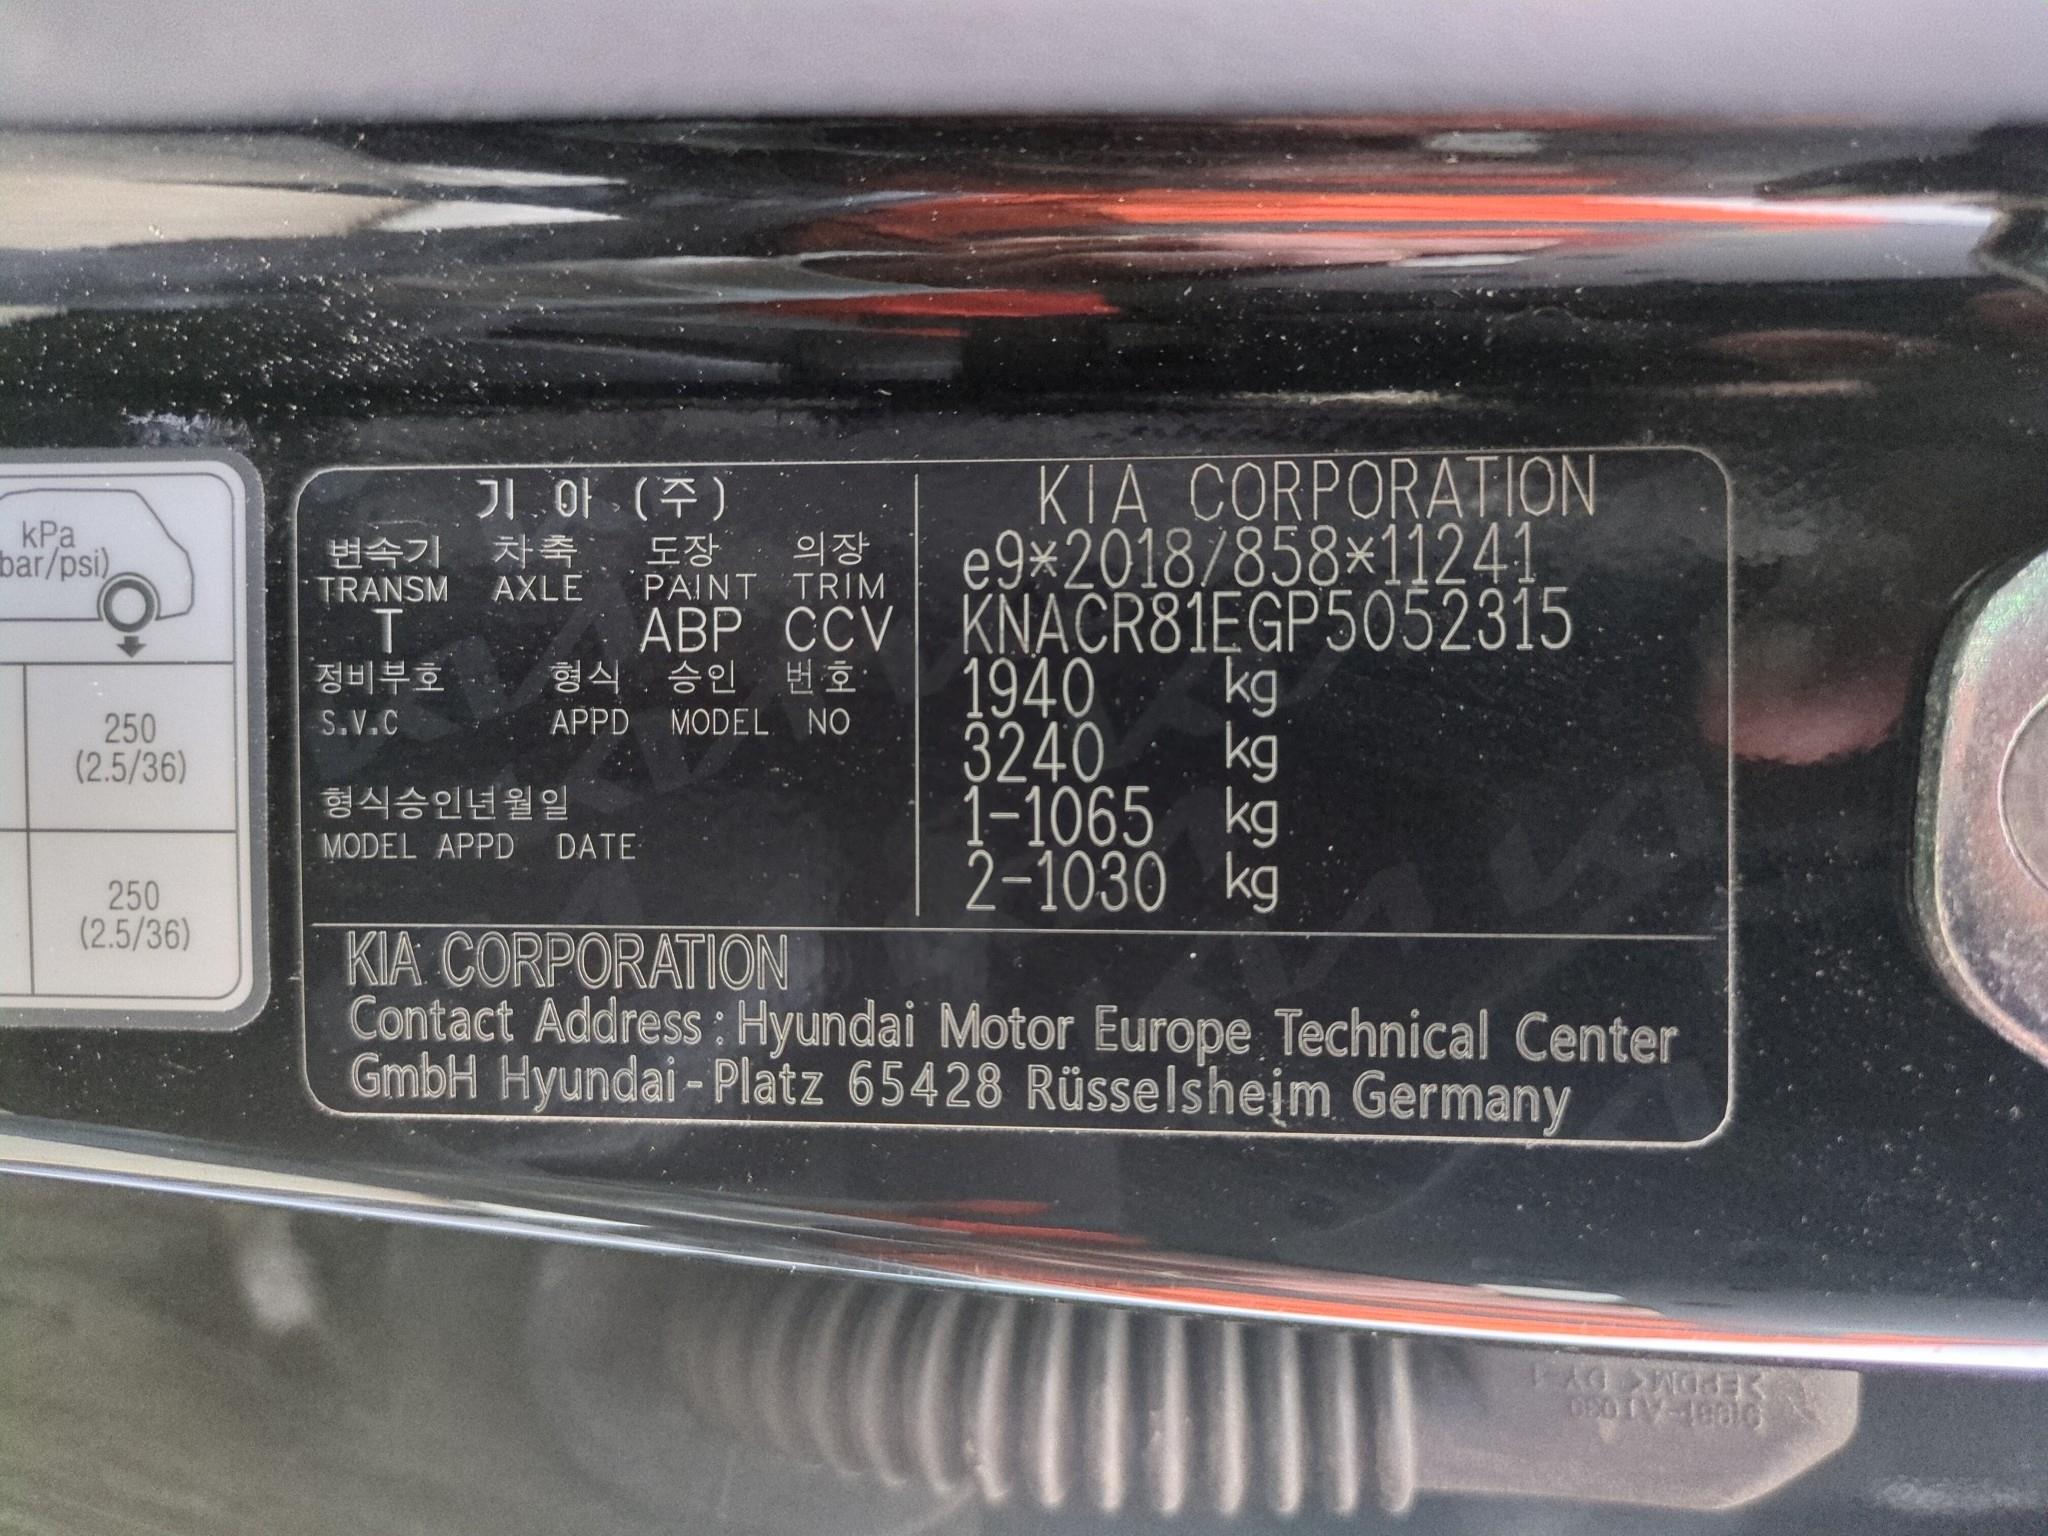 kPa
bar/psi)
250
(2.5/36)
250
(2.5/36)
기 아 (주)
변속기 차축 도장 의장
TRANSM AXLE PAINT TRIM
T ABP CCV
정비부호 형식 승인 번호
S.V.C APPD MODEL NO
형식승인년월일
MODEL APPD DATE
KIA CORPORATION
e9*2018/858*11241
KNACR81EGP5052315
1940 kg
3240 kg
1-1065 kg
2-1030 kg
KIA CORPORATION
Contact Address : Hyundai Motor Europe Technical Center
GmbH Hyundai-Platz 65428 Rüsselsheim Germany
>EPDM< DY-1